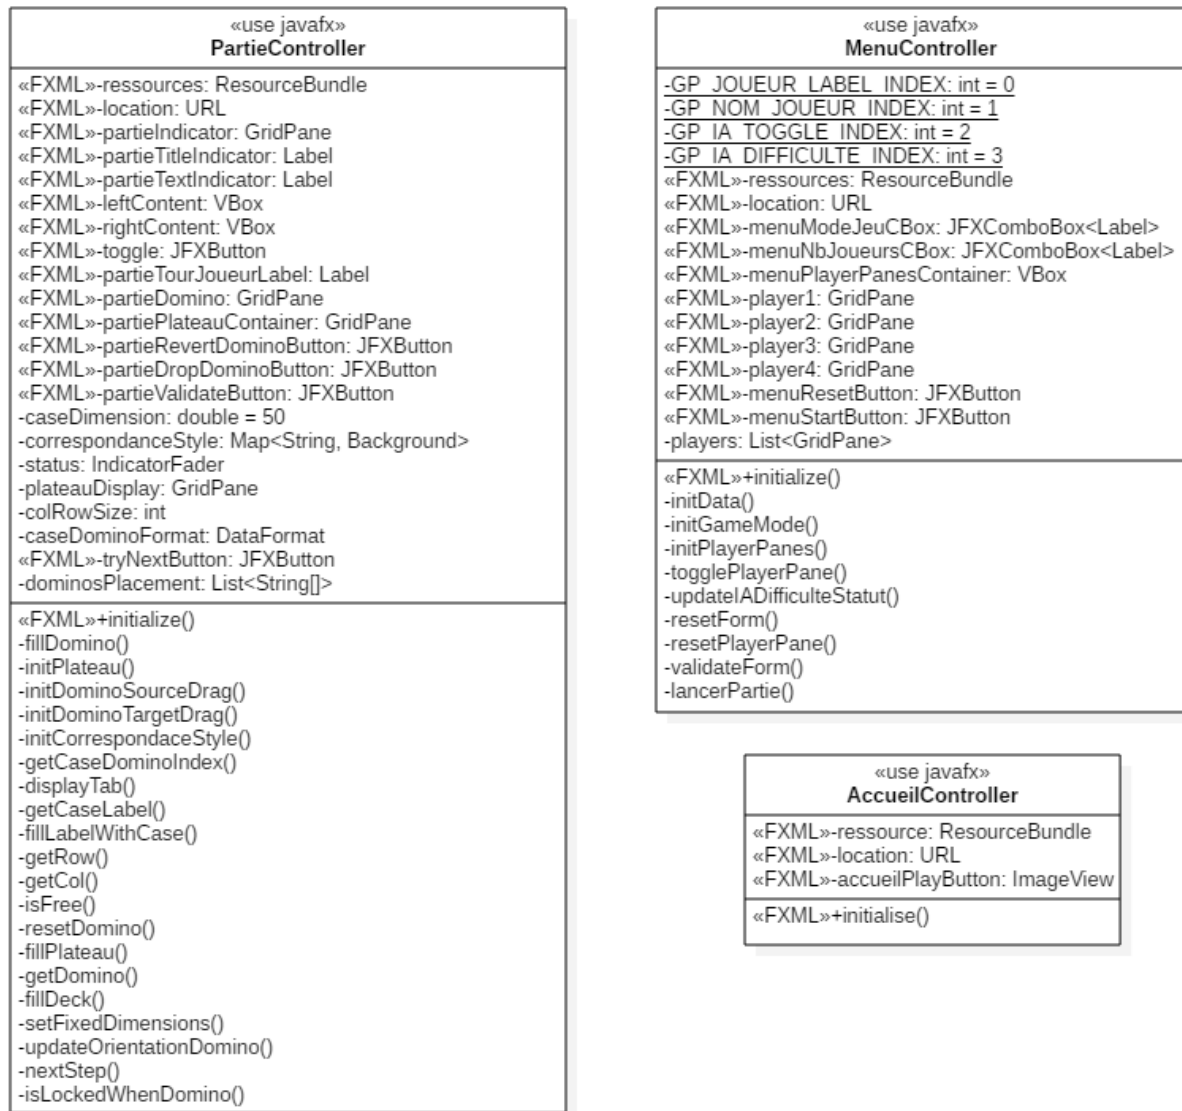 «use javafx»
PartieController
«FXML»-ressources: ResourceBundle
«FXML»-location: URL
«FXML»-partieIndicator: GridPane
«FXML»-partieTitleIndicator: Label
«FXML»-partieTextIndicator: Label
«FXML»-leftContent: VBox
«FXML»-rightContent: VBox
«FXML»-toggle: JFXButton
«FXML»-partieTourJoueurLabel: Label
«FXML»-partieDomino: GridPane
«FXML»-partiePlateauContainer: GridPane
«FXML»-partieRevertDominoButton: JFXButton
«FXML»-partieDropDominoButton: JFXButton
«FXML»-partieValidateButton: JFXButton
-caseDimension: double = 50
-correspondanceStyle: Map<String, Background>
-status: IndicatorFader
-plateauDisplay: GridPane
-colRowSize: int
-caseDominoFormat: DataFormat
«FXML»-tryNextButton: JFXButton
-dominosPlacement: List<String[]>
«FXML»+initialize()
-fillDomino()
-initPlateau()
-initDominoSourceDrag()
-initDominoTargetDrag()
-initCorrespondaceStyle()
-getCaseDominoIndex()
-displayTab()
-getCaseLabel()
-fillLabelWithCase()
-getRow()
-getCol()
-isFree()
-resetDomino()
-fillPlateau()
-getDomino()
-fillDeck()
-setFixedDimensions()
-updateOrientationDomino()
-nextStep()
-isLockedWhenDomino()
«use javafx»
MenuController
-GP_JOUEUR_LABEL_INDEX: int = 0
-GP_NOM_JOUEUR_INDEX: int = 1
-GP_IA_TOGGLE_INDEX: int = 2
-GP_IA_DIFFICULTE_INDEX: int = 3
«FXML»-ressources: ResourceBundle
«FXML»-location: URL
«FXML»-menuModeJeuCBox: JFXComboBox<Label>
«FXML»-menuNbJoueursCBox: JFXComboBox<Label>
«FXML»-menuPlayerPanesContainer: VBox
«FXML»-player1: GridPane
«FXML»-player2: GridPane
«FXML»-player3: GridPane
«FXML»-player4: GridPane
«FXML»-menuResetButton: JFXButton
«FXML»-menuStartButton: JFXButton
-players: List<GridPane>
«FXML»+initialize()
-initData()
-initGameMode()
-initPlayerPanes()
-togglePlayerPane()
-updateIADifficulteStatut()
-resetForm()
-resetPlayerPane()
-validateForm()
-lancerPartie()
«use javafx»
AccueilController
«FXML»-ressource: ResourceBundle
«FXML»-location: URL
«FXML»-accueilPlayButton: ImageView
«FXML»+initialise()